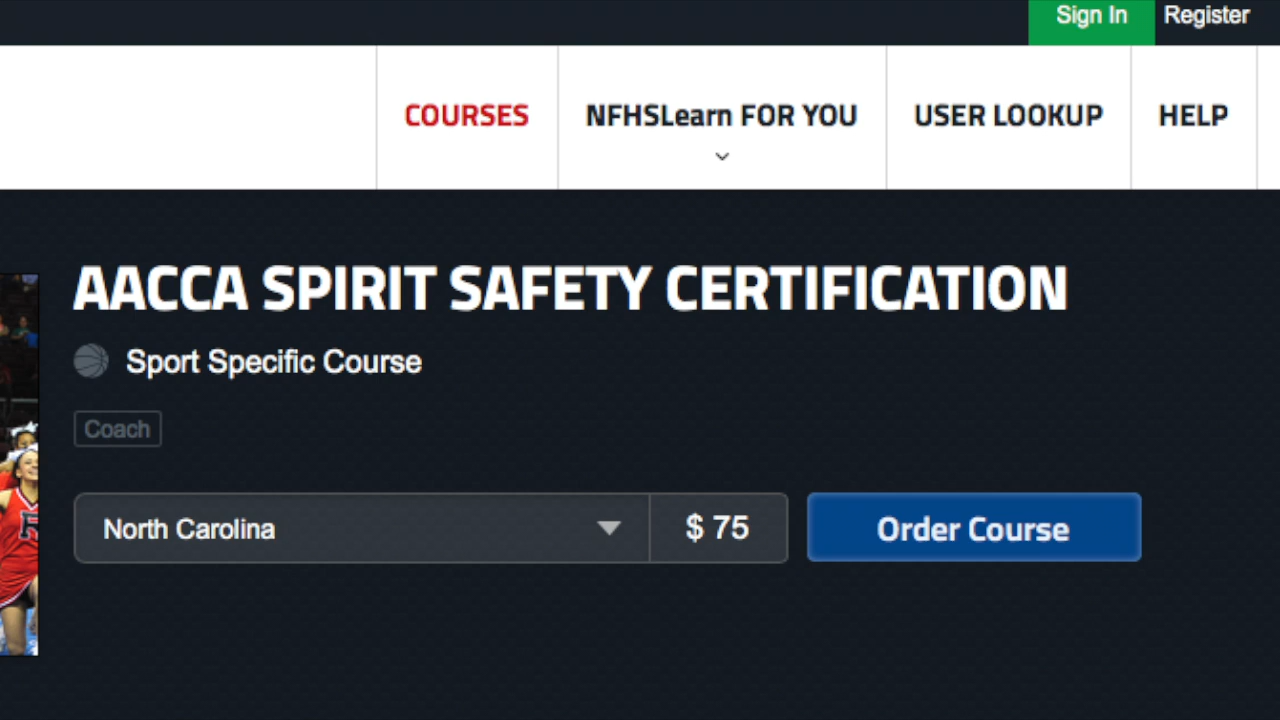 Sign In Register
COURSES NFHSLearn FOR YOU USER LOOKUP HELP
AACCA SPIRIT SAFETY CERTIFICATION
Sport Specific Course
Coach
North Carolina $ 75 Order Course